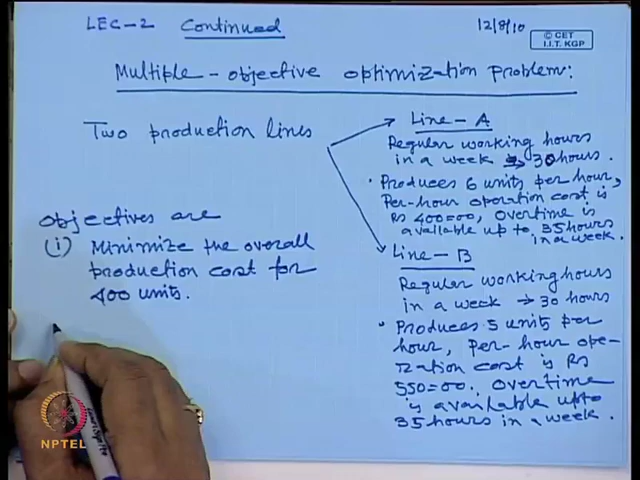 LEC-2 Continued
12/8/10
© CET
I.I.T. KGP
Multiple-objective optimization problem:
Two production lines
Line-A
Regular working hours
in a week → 30 hours.
• Produces 6 units per hour,
Per-hour operation cost is
Rs 400=00, overtime is
available up to 35 hours
in a week.
Objectives are
(i) Minimize the overall
production cost for
400 units.
Line-B
Regular working hours
in a week → 30 hours
• Produces 5 units per
hour, per-hour ope-
ration cost is Rs
550=00. Overtime
is available upto
35 hours in a week.
NPTEL